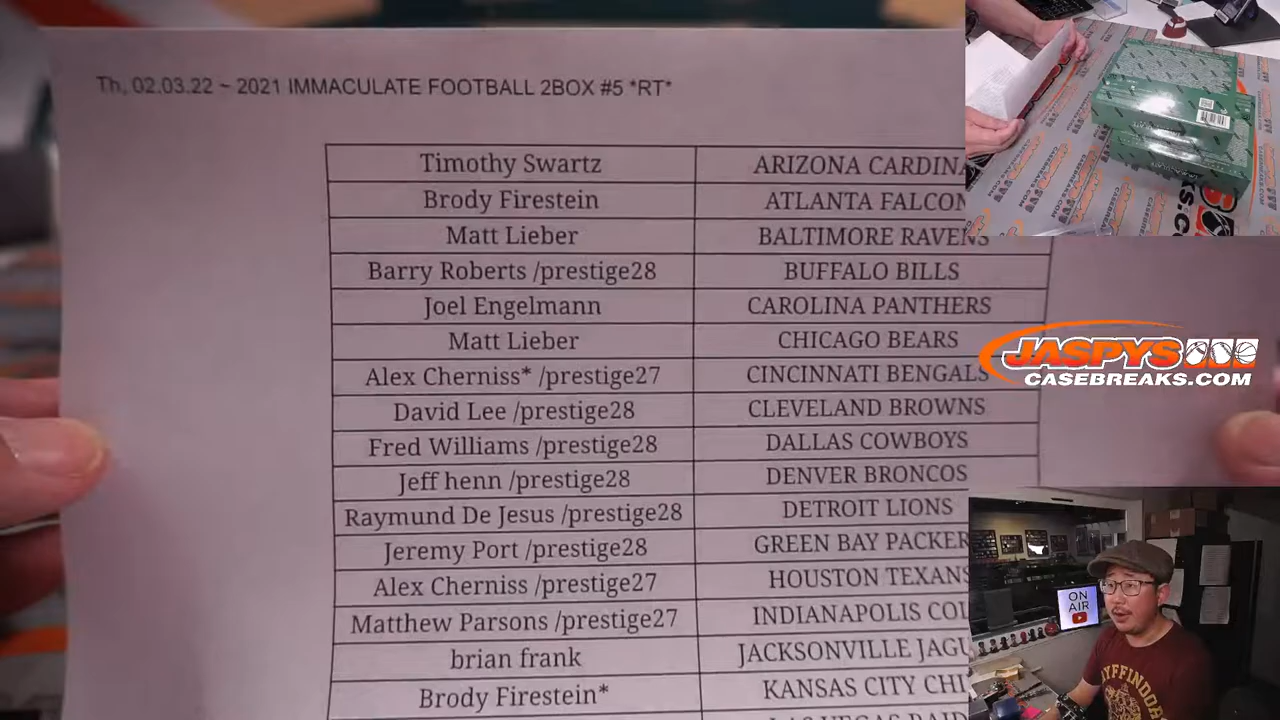 Th, 02.03.22 ~ 2021 IMMACULATE FOOTBALL 2BOX #5 *RT*
Timothy Swartz ARIZONA CARDINA
Brody Firestein ATLANTA FALCON
Matt Lieber BALTIMORE RAVENS
Barry Roberts /prestige28 BUFFALO BILLS
Joel Engelmann CAROLINA PANTHERS
Matt Lieber CHICAGO BEARS
Alex Cherniss* /prestige27 CINCINNATI BENGALS
David Lee /prestige28 CLEVELAND BROWNS
Fred Williams /prestige28 DALLAS COWBOYS
Jeff henn /prestige28 DENVER BRONCOS
Raymund De Jesus /prestige28 DETROIT LIONS
Jeremy Port /prestige28 GREEN BAY PACKER
Alex Cherniss /prestige27 HOUSTON TEXANS
Matthew Parsons /prestige27 INDIANAPOLIS COL
brian frank JACKSONVILLE JAGU
Brody Firestein* KANSAS CITY CHI
LAS VEGAS RAID
JASPYS
CASEBREAKS.COM
ON
AIR
GRYFFINDOR